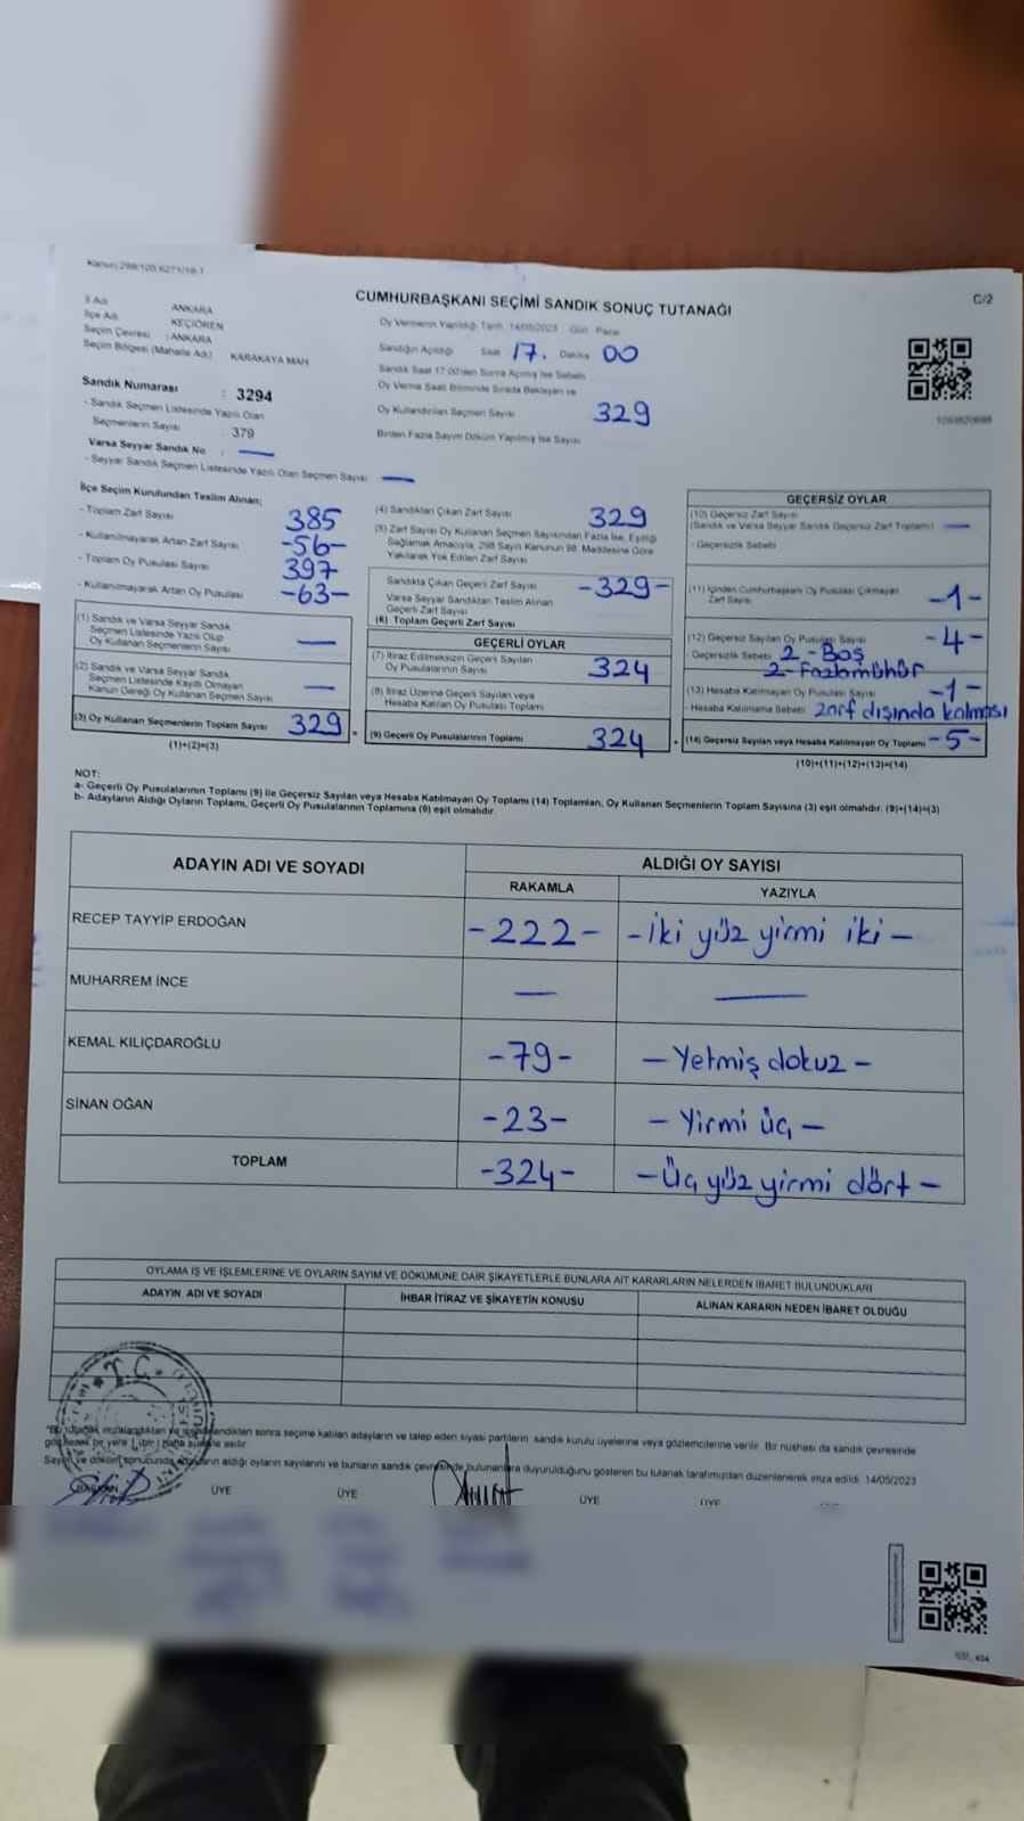 Kanun: 298/105,6271/18-1
C/2
CUMHURBAŞKANI SEÇİMİ SANDIK SONUÇ TUTANAĞI
İl Adı ANKARA
İlçe Adı KEÇİÖREN
Seçim Çevresi : ANKARA
Seçim Bölgesi (Mahalle Adı) KARAKAYA MAH
Sandık Numarası : 3294
- Sandık Seçmen Listesinde Yazılı Olan
Seçmenlerin Sayısı : 379
Varsa Seyyar Sandık No : —
- Seyyar Sandık Seçmen Listesinde Yazılı Olan Seçmen Sayısı —
Oy Vermenin Yapıldığı Tarih 14/05/2023 Gün Pazar
Sandığın Açıldığı Saat 17. Dakika 00
Sandık Saat 17.00'den Sonra Açılmış İse Sebebi
Oy Verme Saati Bitiminde Sırada Bekleyen ve
Oy Kullandırılan Seçmen Sayısı 329
Birden Fazla Sayım Döküm Yapılmış İse Sayısı
İlçe Seçim Kurulundan Teslim Alınan;
- Toplam Zarf Sayısı 385
- Kullanılmayarak Artan Zarf Sayısı -56-
- Toplam Oy Pusulası Sayısı 397
- Kullanılmayarak Artan Oy Pusulası -63-
(1) Sandık ve Varsa Seyyar Sandık
Seçmen Listesinde Yazılı Olup
Oy Kullanan Seçmenlerin Sayısı —
(2) Sandık ve Varsa Seyyar Sandık
Seçmen Listesinde Kayıtlı Olmayan
Kanun Gereği Oy Kullanan Seçmen Sayısı —
(3) Oy Kullanan Seçmenlerin Toplam Sayısı 329
(1)+(2)=(3)
(4) Sandıktan Çıkan Zarf Sayısı 329
(5) Zarf Sayısı Oy Kullanan Seçmen Sayısından Fazla İse, Eşitliği
Sağlamak Amacıyla, 298 Sayılı Kanunun 98. Maddesine Göre
Yakılarak Yok Edilen Zarf Sayısı
Sandıkta Çıkan Geçerli Zarf Sayısı -329-
Varsa Seyyar Sandıktan Teslim Alınan
Geçerli Zarf Sayısı
(6) Toplam Geçerli Zarf Sayısı
GEÇERLİ OYLAR
(7) İtiraz Edilmeksizin Geçerli Sayılan
Oy Pusulalarının Sayısı 324
(8) İtiraz Üzerine Geçerli Sayılan veya
Hesaba Katılan Oy Pusulası Toplamı
(9) Geçerli Oy Pusulalarının Toplamı 324
GEÇERSİZ OYLAR
(10) Geçersiz Zarf Sayısı
(Sandık ve Varsa Seyyar Sandık Geçersiz Zarf Toplamı) —
- Geçersizlik Sebebi
(11) İçinden Cumhurbaşkanı Oy Pusulası Çıkmayan
Zarf Sayısı -1-
(12) Geçersiz Sayılan Oy Pusulası Sayısı -4-
Geçersizlik Sebebi 2-Boş
2-Fazlamühür
(13) Hesaba Katılmayan Oy Pusulası Sayısı -1-
- Hesaba Katılmama Sebebi zarf dışında kalması
(14) Geçersiz Sayılan veya Hesaba Katılmayan Oy Toplamı -5-
(10)+(11)+(12)+(13)=(14)
NOT:
a- Geçerli Oy Pusulalarının Toplamı (9) ile Geçersiz Sayılan veya Hesaba Katılmayan Oy Toplamı (14) Toplamları, Oy Kullanan Seçmenlerin Toplam Sayısına (3) eşit olmalıdır. (9)+(14)=(3)
b- Adayların Aldığı Oyların Toplamı, Geçerli Oy Pusulalarının Toplamına (9) eşit olmalıdır.
ADAYIN ADI VE SOYADI
ALDIĞI OY SAYISI
RAKAMLA YAZIYLA
RECEP TAYYİP ERDOĞAN -222- -iki yüz yirmi iki-
MUHARREM İNCE — —
KEMAL KILIÇDAROĞLU -79- -Yetmiş dokuz-
SİNAN OĞAN -23- -Yirmi üç-
TOPLAM -324- -Üç yüz yirmi dört-
OYLAMA İŞ VE İŞLEMLERİNE VE OYLARIN SAYIM VE DÖKÜMÜNE DAİR ŞİKAYETLERLE BUNLARA AİT KARARLARIN NELERDEN İBARET BULUNDUKLARI
ADAYIN ADI VE SOYADI İHBAR İTİRAZ VE ŞİKAYETİN KONUSU ALINAN KARARIN NEDEN İBARET OLDUĞU
T.C.
sonra seçime katılan adayların ve talep eden siyasi partilerin sandık kurulu üyelerine veya gözlemcilerine verilir. Bir nüshası da sandık çevresinde
aldığı oyların sayılarını ve bunların sandık çevresinde bulunanlara duyurulduğunu gösteren bu tutanak tarafımızdan düzenlenerek imza edildi. 14/05/2023
BAŞKAN ÜYE ÜYE ÜYE ÜYE